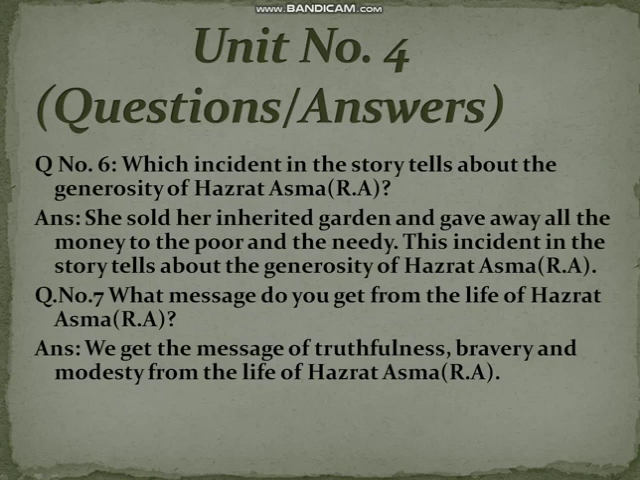 WWW.BANDICAM.COM
Unit No. 4
(Questions/Answers)
Q No. 6: Which incident in the story tells about the
generosity of Hazrat Asma(R.A)?
Ans: She sold her inherited garden and gave away all the
money to the poor and the needy. This incident in the
story tells about the generosity of Hazrat Asma(R.A).
Q.No.7 What message do you get from the life of Hazrat
Asma(R.A)?
Ans: We get the message of truthfulness, bravery and
modesty from the life of Hazrat Asma(R.A).